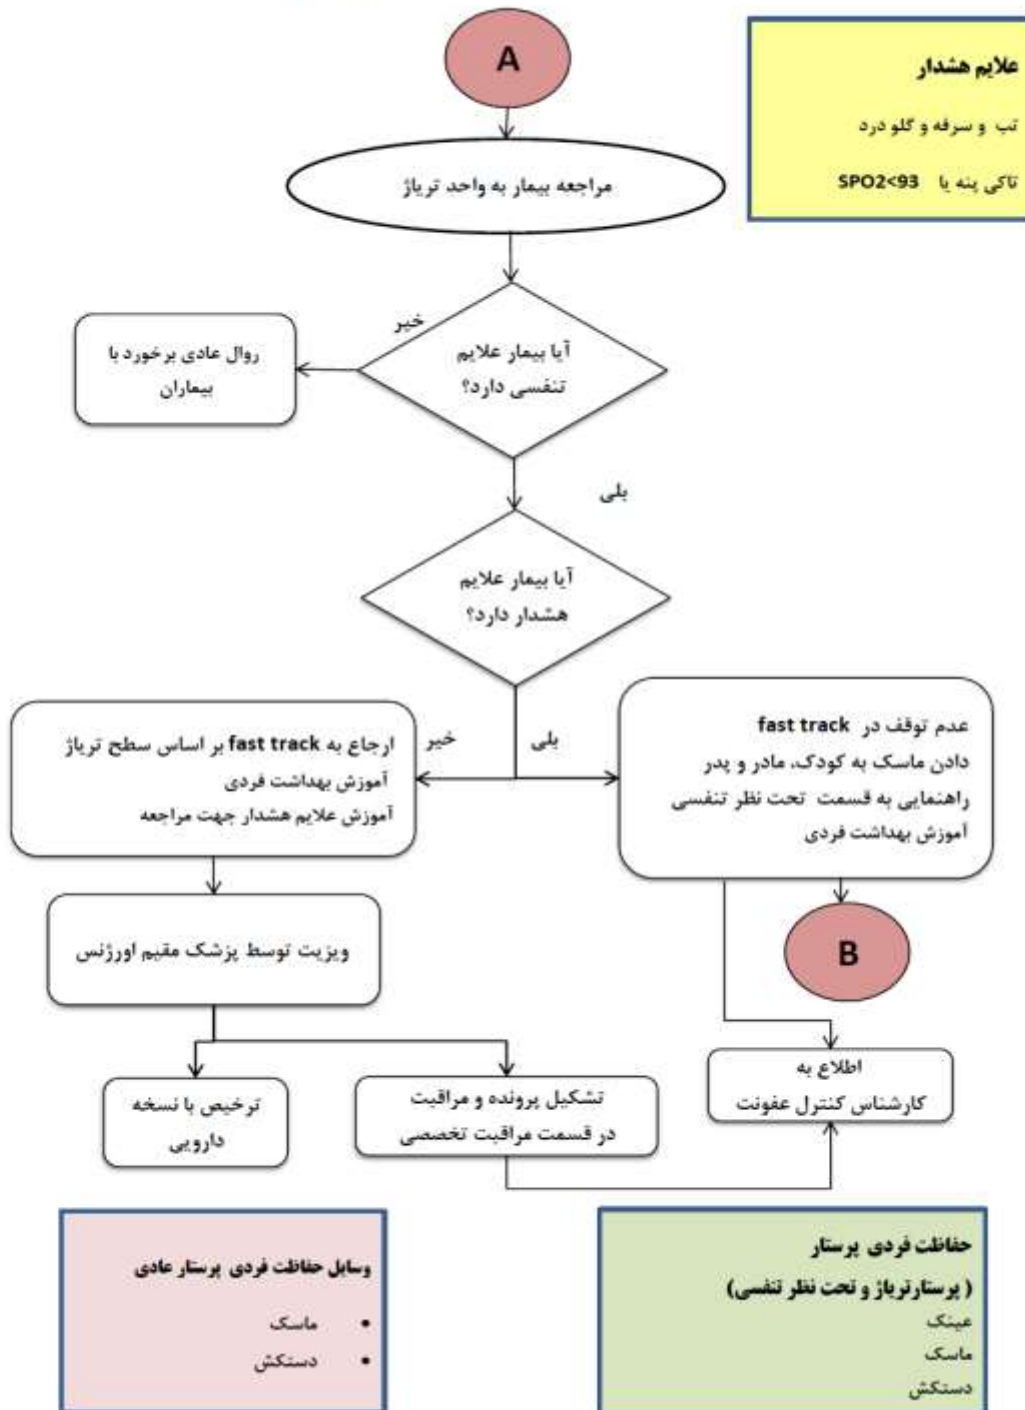 A
علایم هشدار
تب و سرفه و گلو درد
تاکی پنه یا SPO2<93
مراجعه بیمار به واحد تریاژ
آیا بیمار علایم
تنفسی دارد؟
خیر
روال عادی برخورد با
بیماران
بلی
آیا بیمار علایم
هشدار دارد؟
بلی
خیر
عدم توقف در fast track
دادن ماسک به کودک، مادر و پدر
راهنمایی به قسمت تحت نظر تنفسی
آموزش بهداشت فردی
ارجاع به fast track بر اساس سطح تریاژ
آموزش بهداشت فردی
آموزش علایم هشدار جهت مراجعه
B
ویزیت توسط پزشک مقیم اورژنس
اطلاع به
کارشناس کنترل عفونت
تشکیل پرونده و مراقبت
در قسمت مراقبت تخصصی
ترخیص با نسخه
دارویی
حفاظت فردی پرستار
( پرستارتریاژ و تحت نظر تنفسی)
عینک
ماسک
دستکش
وسایل حفاظت فردی پرستار عادی
• ماسک
• دستکش